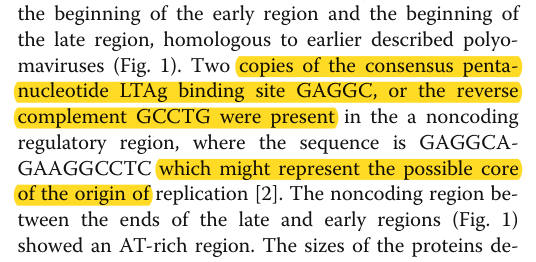 the beginning of the early region and the beginning of
the late region, homologous to earlier described polyo-
maviruses (Fig. 1). Two copies of the consensus penta-
nucleotide LTAg binding site GAGGC, or the reverse
complement GCCTG were present in the a noncoding
regulatory region, where the sequence is GAGGCA-
GAAGGCCTC which might represent the possible core
of the origin of replication [2]. The noncoding region be-
tween the ends of the late and early regions (Fig. 1)
showed an AT-rich region. The sizes of the proteins de-